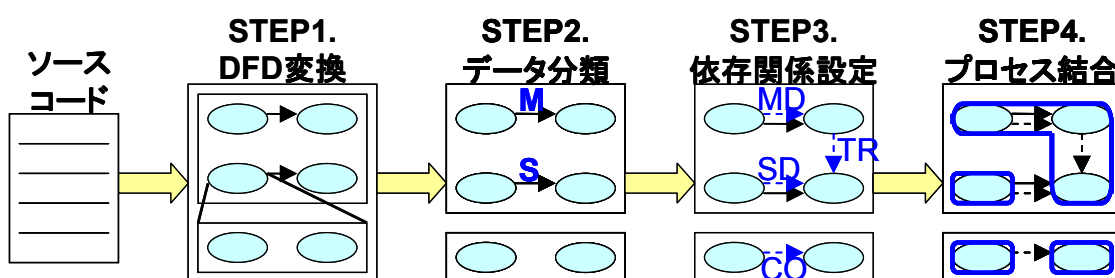 ソース
コード
STEP1.
DFD変換
STEP2.
データ分類
M
S
STEP3.
依存関係設定
MD
TR
SD
CO
STEP4.
プロセス結合